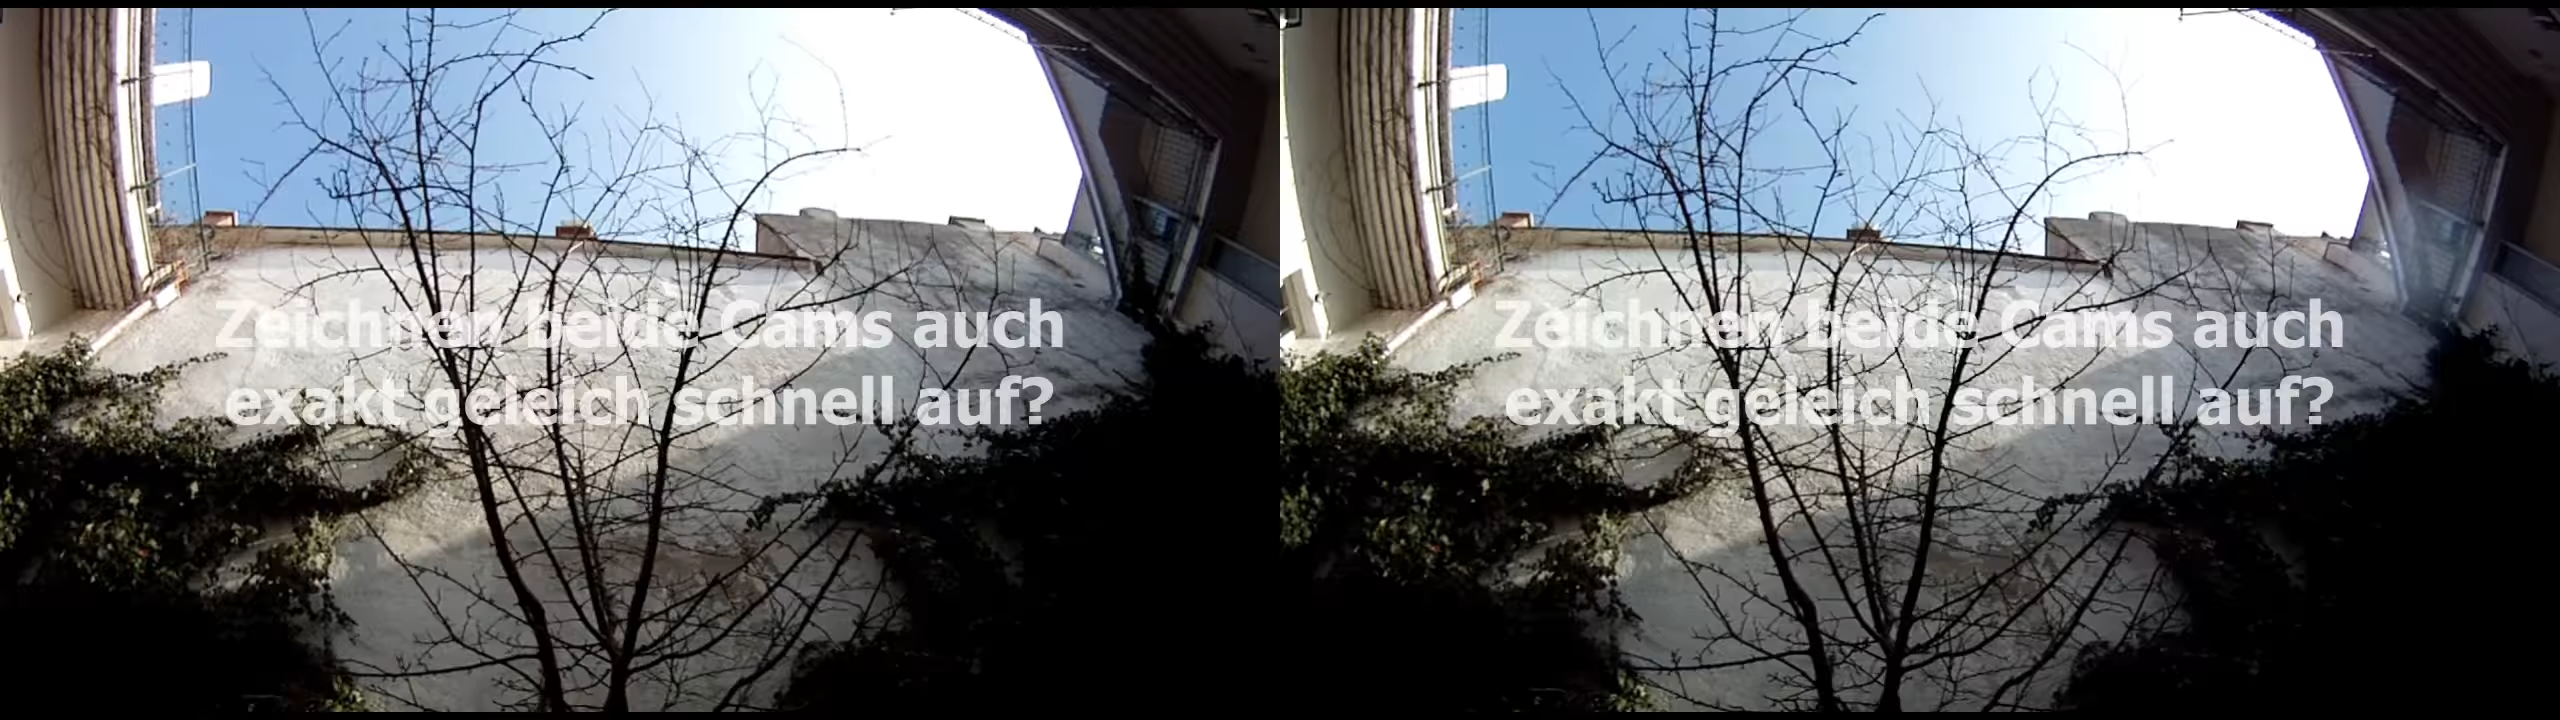 Zeichnen beide Cams auch
exakt geleich schnell auf?
Zeichnen beide Cams auch
exakt geleich schnell auf?